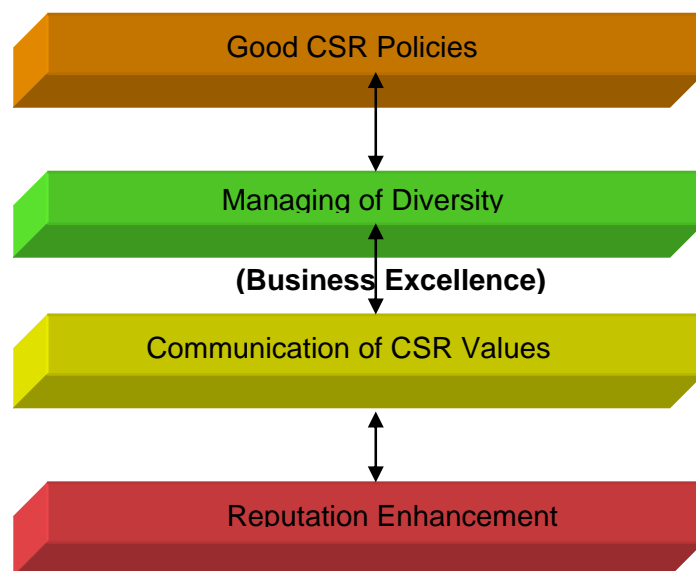 Good CSR Policies
Managing of Diversity
(Business Excellence)
Communication of CSR Values
Reputation Enhancement